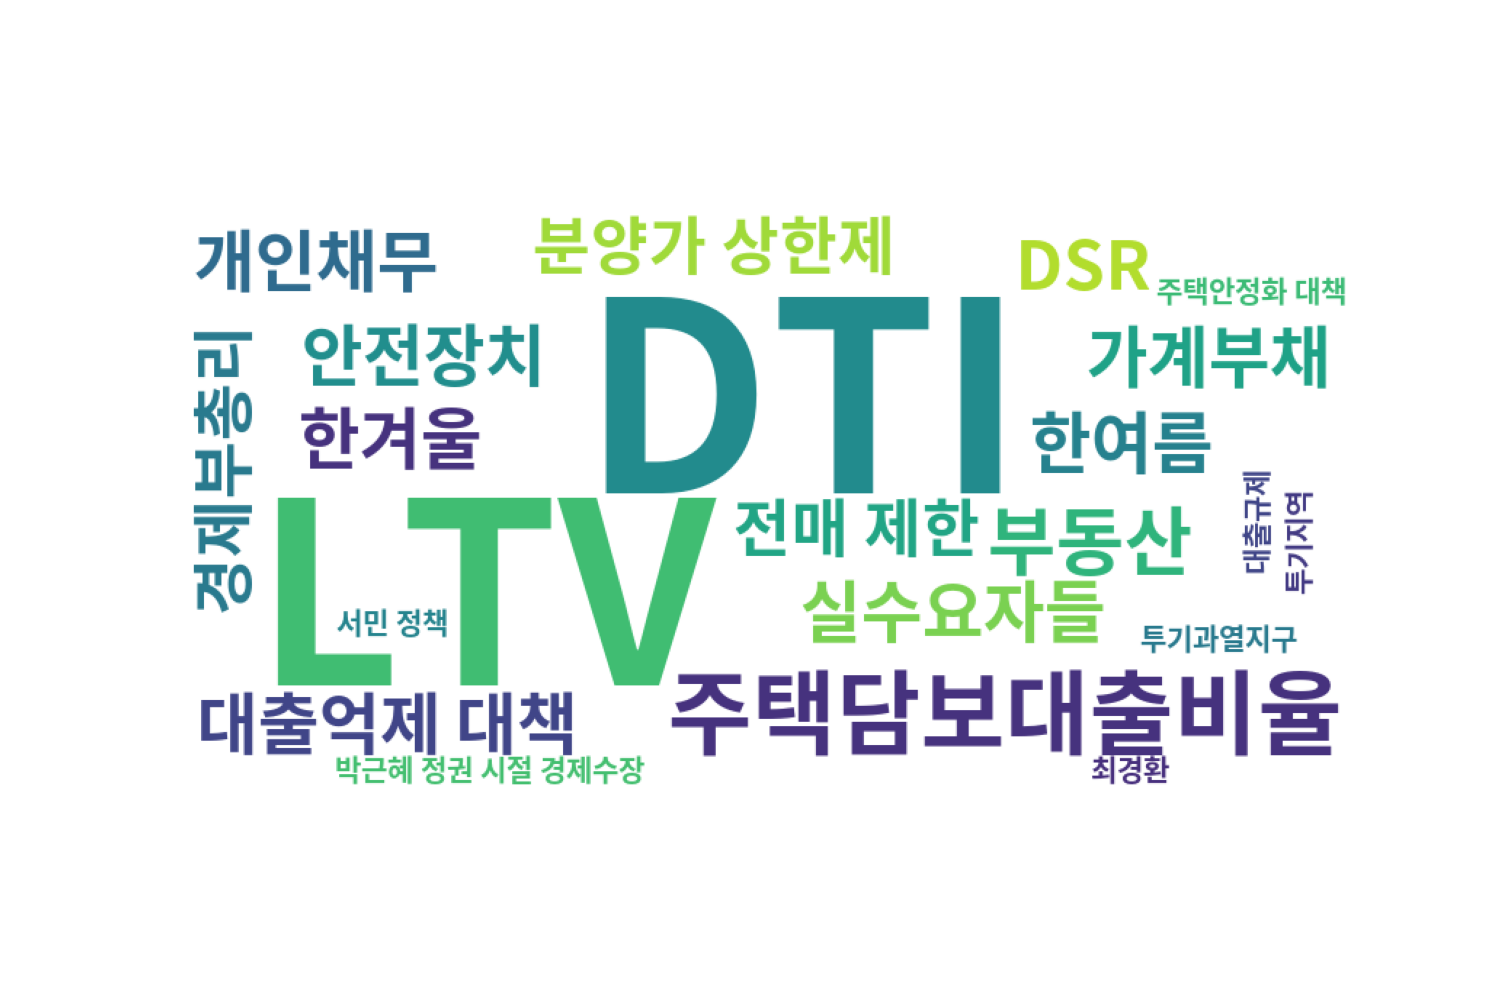 개인채무
분양가 상한제
DSR
주택안정화 대책
경제부총리
안전장치
DTI
가계부채
한겨울
한여름
LTV
전매 제한
부동산
대출규제
투기지역
서민 정책
실수요자들
투기과열지구
대출억제 대책
주택담보대출비율
박근혜 정권 시절 경제수장
최경환